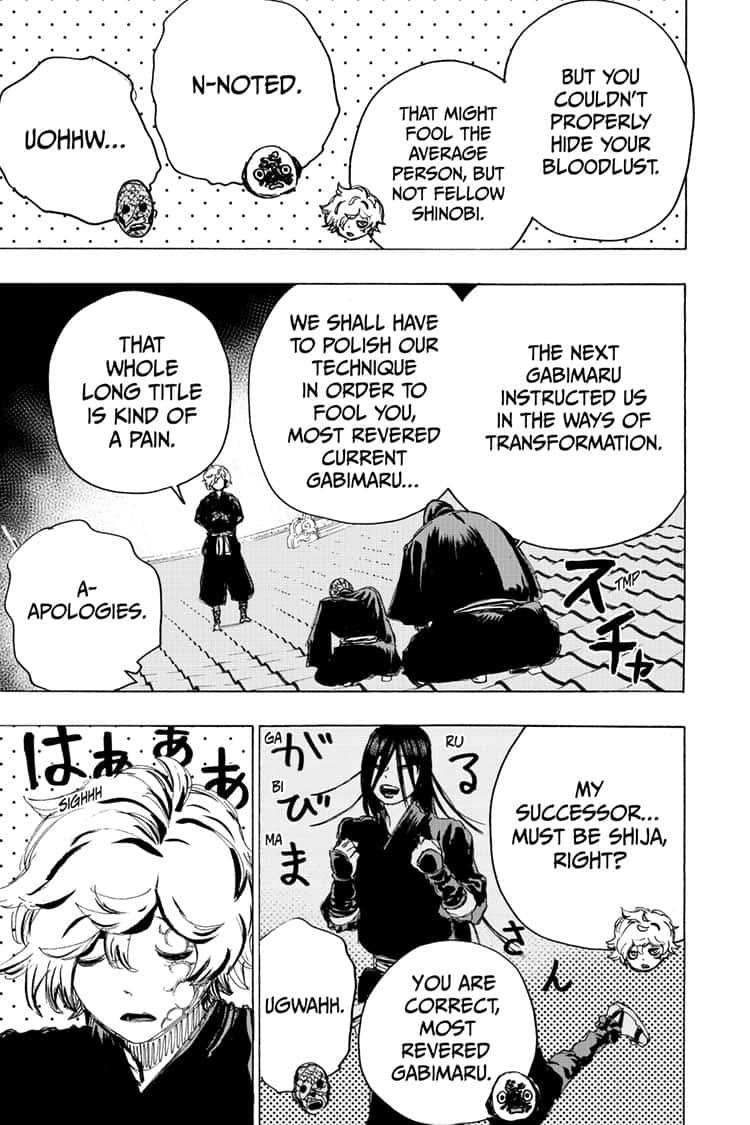 BUT YOU
COULDN'T
PROPERLY
HIDE YOUR
BLOODLUST.
THAT MIGHT
FOOL THE
AVERAGE
PERSON, BUT
NOT FELLOW
SHINOBI.
N-NOTED.
UOHHW...
THE NEXT
GABIMARU
INSTRUCTED US
IN THE WAYS OF
TRANSFORMATION.
WE SHALL HAVE
TO POLISH OUR
TECHNIQUE
IN ORDER TO
FOOL YOU,
MOST REVERED
CURRENT
GABIMARU...
THAT
WHOLE
LONG TITLE
IS KIND OF
A PAIN.
スチャ
TMP
A-
APOLOGIES.
MY
SUCCESSOR...
MUST BE SHIJA,
RIGHT?
がびま
GA
BI
MA
る
RU
さん
YOU ARE
CORRECT,
MOST
REVERED
GABIMARU.
UGWAHH.
はぁぁぁ
SIGHHH